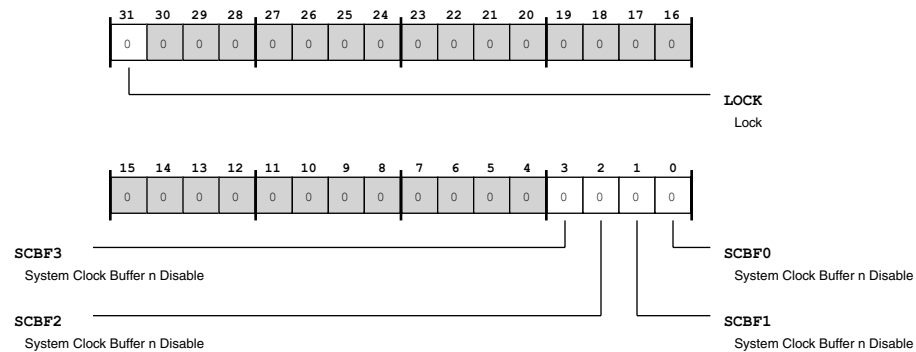 31 30 29 28 27 26 25 24 23 22 21 20 19 18 17 16
0 0 0 0 0 0 0 0 0 0 0 0 0 0 0 0
LOCK
Lock
15 14 13 12 11 10 9 8 7 6 5 4 3 2 1 0
0 0 0 0 0 0 0 0 0 0 0 0 0 0 0 0
SCBF3
System Clock Buffer n Disable
SCBF0
System Clock Buffer n Disable
SCBF2
System Clock Buffer n Disable
SCBF1
System Clock Buffer n Disable